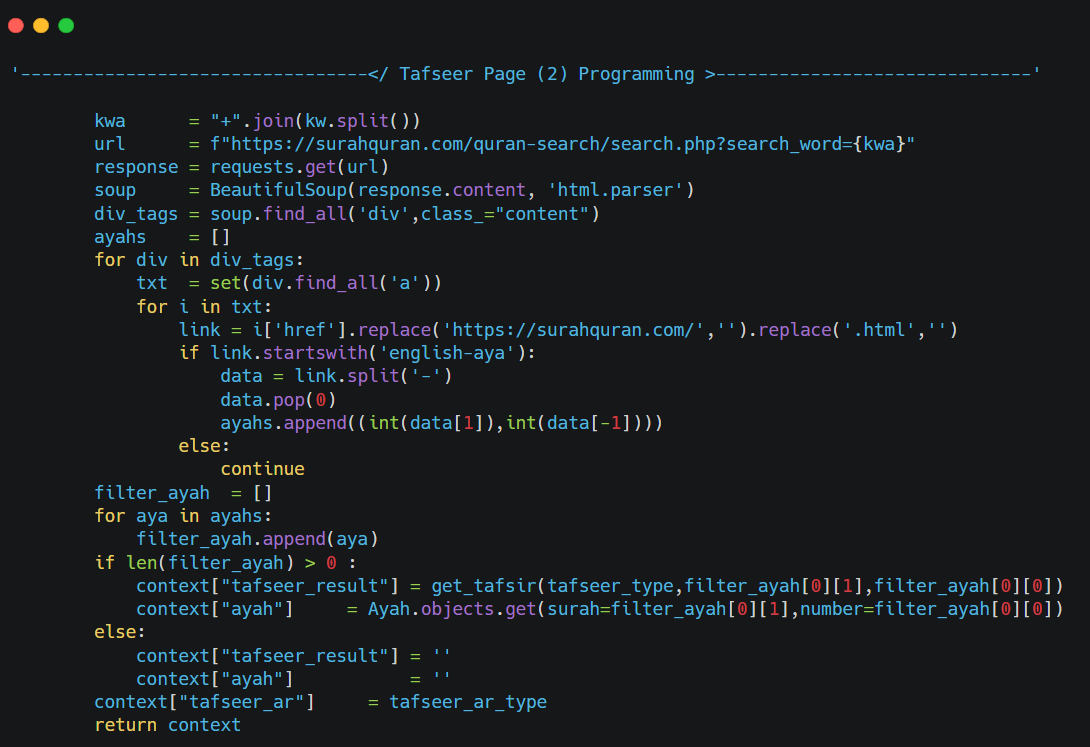 '---------------------------------</ Tafseer Page (2) Programming >------------------------------'
kwa      = "+".join(kw.split())
url      = f"https://surahquran.com/quran-search/search.php?search_word={kwa}"
response = requests.get(url)
soup     = BeautifulSoup(response.content, 'html.parser')
div_tags = soup.find_all('div',class_="content")
ayahs    = []
for div in div_tags:
    txt  = set(div.find_all('a'))
    for i in txt:
        link = i['href'].replace('https://surahquran.com/','').replace('.html','')
        if link.startswith('english-aya'):
            data = link.split('-')
            data.pop(0)
            ayahs.append((int(data[1]),int(data[-1])))
        else:
            continue
filter_ayah  = []
for aya in ayahs:
    filter_ayah.append(aya)
if len(filter_ayah) > 0 :
    context["tafseer_result"] = get_tafsir(tafseer_type,filter_ayah[0][1],filter_ayah[0][0])
    context["ayah"]     = Ayah.objects.get(surah=filter_ayah[0][1],number=filter_ayah[0][0])
else:
    context["tafseer_result"] = ''
    context["ayah"]           = ''
context["tafseer_ar"]     = tafseer_ar_type
return context